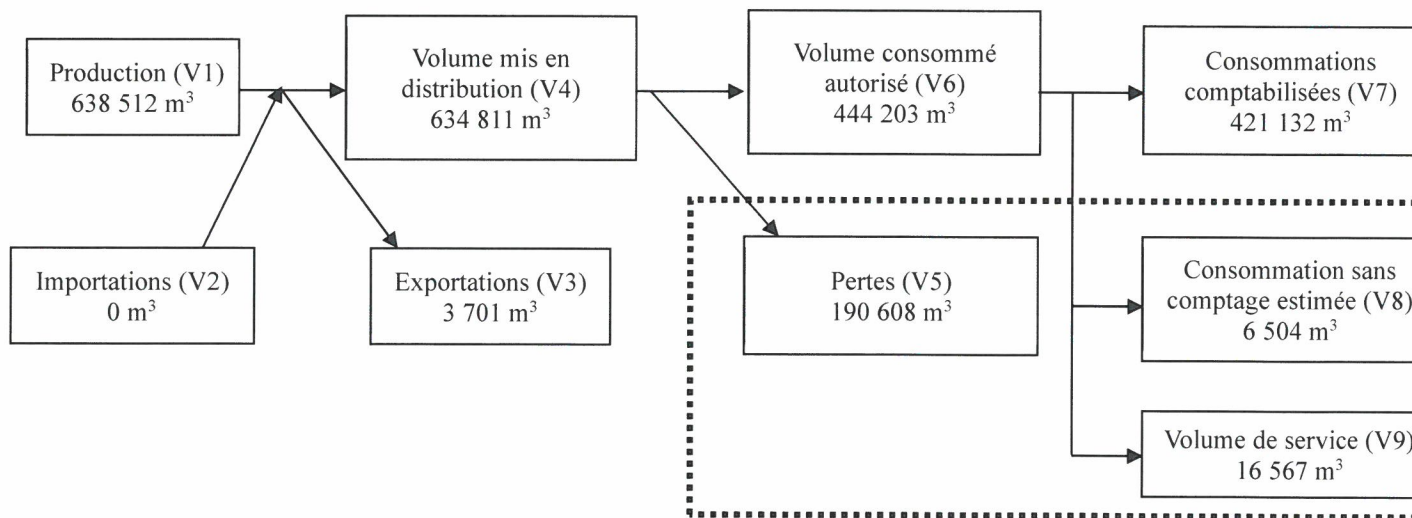 Production (V1)
638 512 m³
Volume mis en
distribution (V4)
634 811 m³
Volume consommé
autorisé (V6)
444 203 m³
Consommations
comptabilisées (V7)
421 132 m³
Importations (V2)
0 m³
Exportations (V3)
3 701 m³
Pertes (V5)
190 608 m³
Consommation sans
comptage estimée (V8)
6 504 m³
Volume de service (V9)
16 567 m³